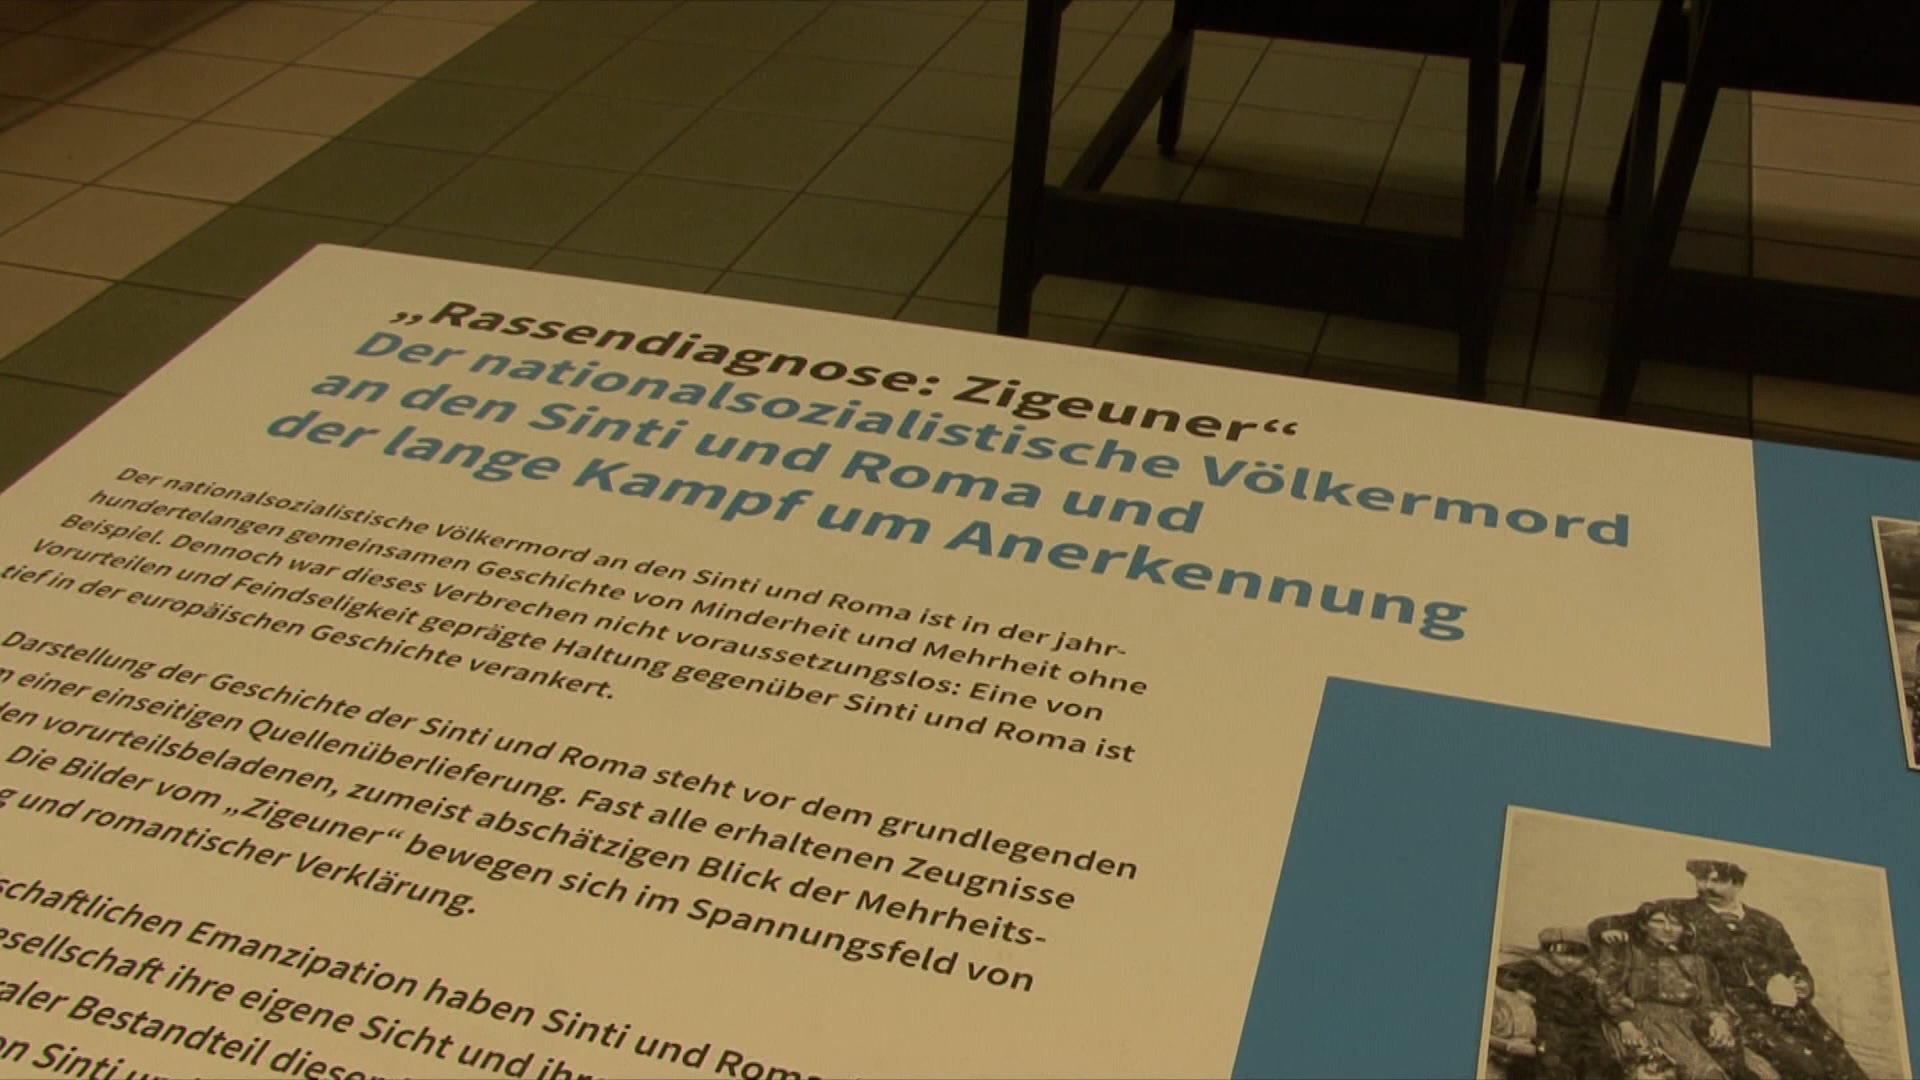 „Rassendiagnose: Zigeuner“
Der nationalsozialistische Völkermord
an den Sinti und Roma und
der lange Kampf um Anerkennung
Der nationalsozialistische Völkermord an den Sinti und Roma ist in der jahr-
hundertelangen gemeinsamen Geschichte von Minderheit und Mehrheit ohne
Beispiel. Dennoch war dieses Verbrechen nicht voraussetzungslos: Eine von
Vorurteilen und Feindseligkeit geprägte Haltung gegenüber Sinti und Roma ist
tief in der europäischen Geschichte verankert.
Darstellung der Geschichte der Sinti und Roma steht vor dem grundlegenden
einer einseitigen Quellenüberlieferung. Fast alle erhaltenen Zeugnisse
den vorurteilsbeladenen, zumeist abschätzigen Blick der Mehrheits-
Die Bilder vom „Zigeuner“ bewegen sich im Spannungsfeld von
und romantischer Verklärung.
schaftlichen Emanzipation haben Sinti und Roma
esellschaft ihre eigene Sicht und ihre
raler Bestandteil dieser
on Sinti